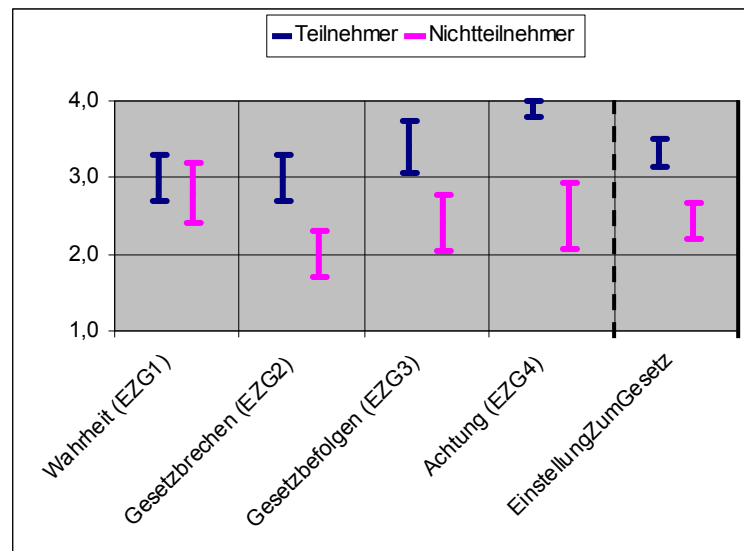 Teilnehmer Nichtteilnehmer
4,0
3,0
2,0
1,0
Wahrheit (EZG1)
Gesetzbrechen (EZG2)
Gesetzbefolgen (EZG3)
Achtung (EZG4)
EinstellungZumGesetz